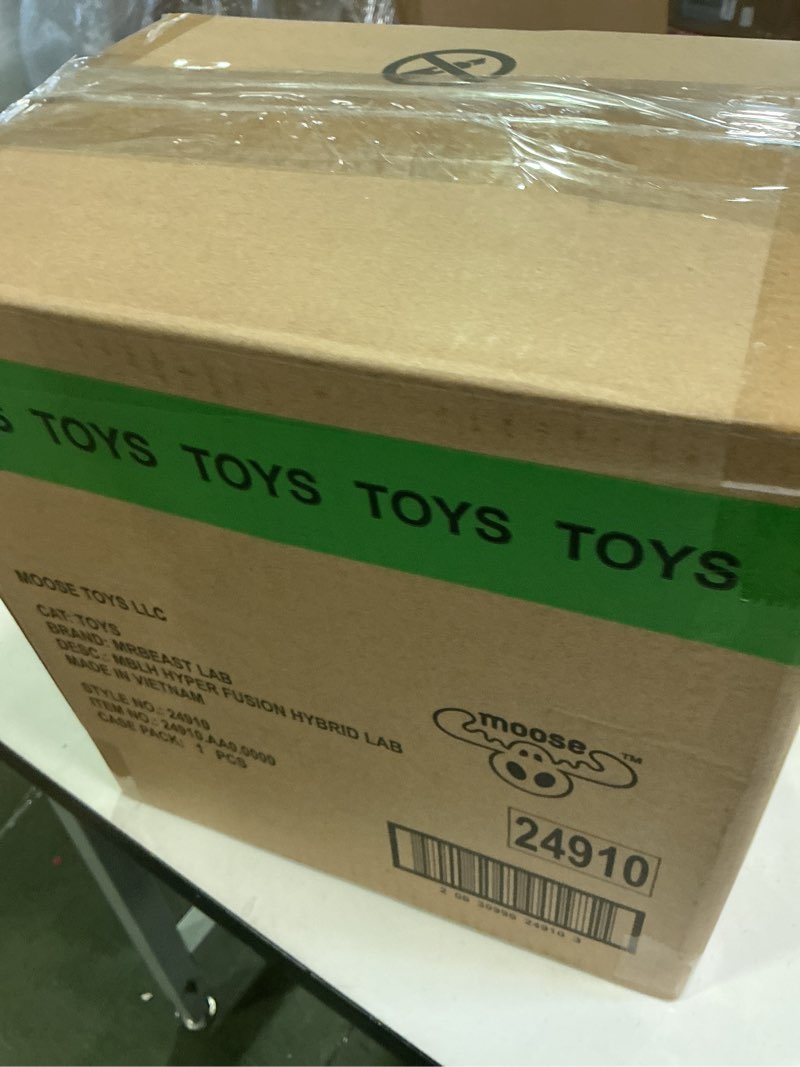 TOYS TOYS TOYS TOYS
MOOSE TOYS LLC
CAT: TOYS
BRAND: MRBEAST LAB
DESC.: MBLH HYPER FUSION HYBRID LAB
MADE IN VIETNAM
STYLE NO.: 24910
ITEM NO.: 24910.AA0.0000
CASE PACK: 1 PCS
moose TM
24910